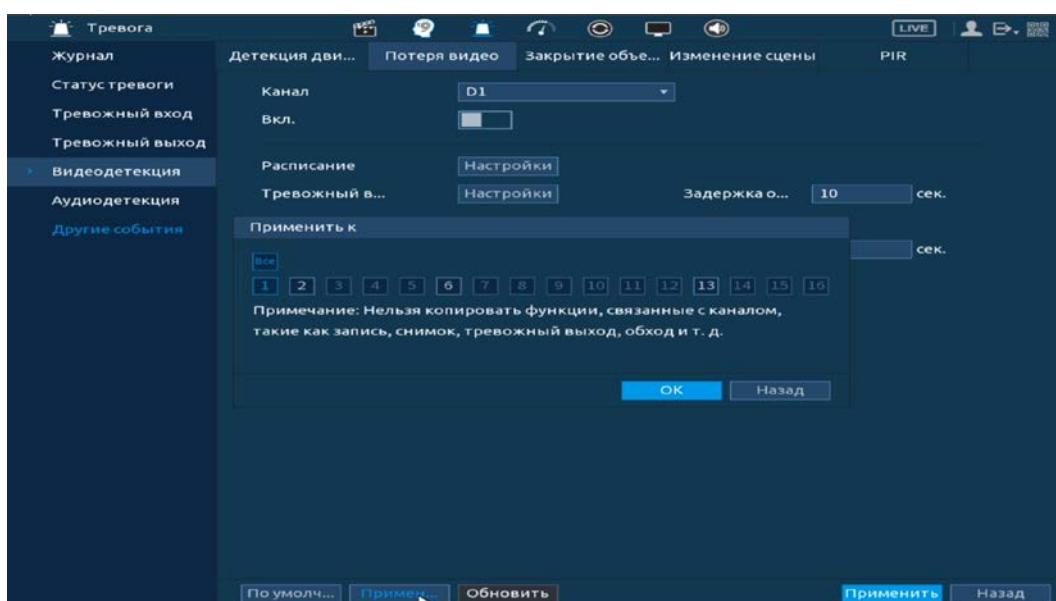 Тревога LIVE
Журнал
Статус тревоги
Тревожный вход
Тревожный выход
Видеодетекция
Аудиодетекция
Другие события
Детекция дви... Потеря видео Закрытие объе... Изменение сцены PIR
Канал D1
Вкл.
Расписание Настройки
Тревожный в... Настройки Задержка о... 10 сек.
сек.
Применить к
Все
1 2 3 4 5 6 7 8 9 10 11 12 13 14 15 16
Примечание: Нельзя копировать функции, связанные с каналом,
такие как запись, снимок, тревожный выход, обход и т. д.
OK Назад
По умолч... Примен... Обновить Применить Назад